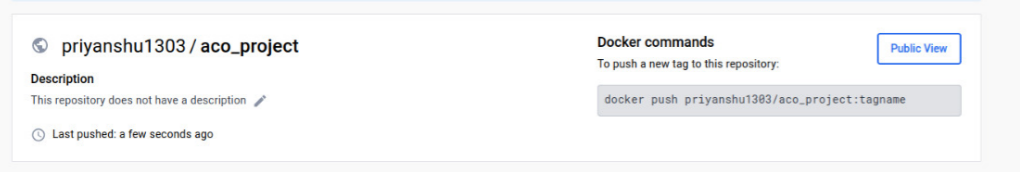 priyanshu1303 / aco_project
Description
This repository does not have a description
Last pushed: a few seconds ago
Docker commands
To push a new tag to this repository:
Public View
docker push priyanshu1303/aco_project:tagname